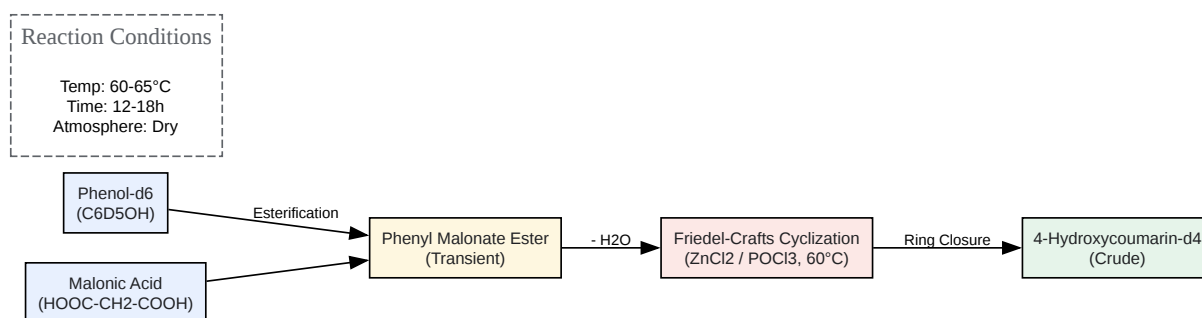 Reaction Conditions
Temp: 60-65°C
Time: 12-18h
Atmosphere: Dry
Phenol-d6
(C6D5OH)
Malonic Acid
(HOOC-CH2-COOH)
Esterification
Phenyl Malonate Ester
(Transient)
- H2O
Friedel-Crafts Cyclization
(ZnCl2 / POCl3, 60°C)
Ring Closure
4-Hydroxycoumarin-d4
(Crude)